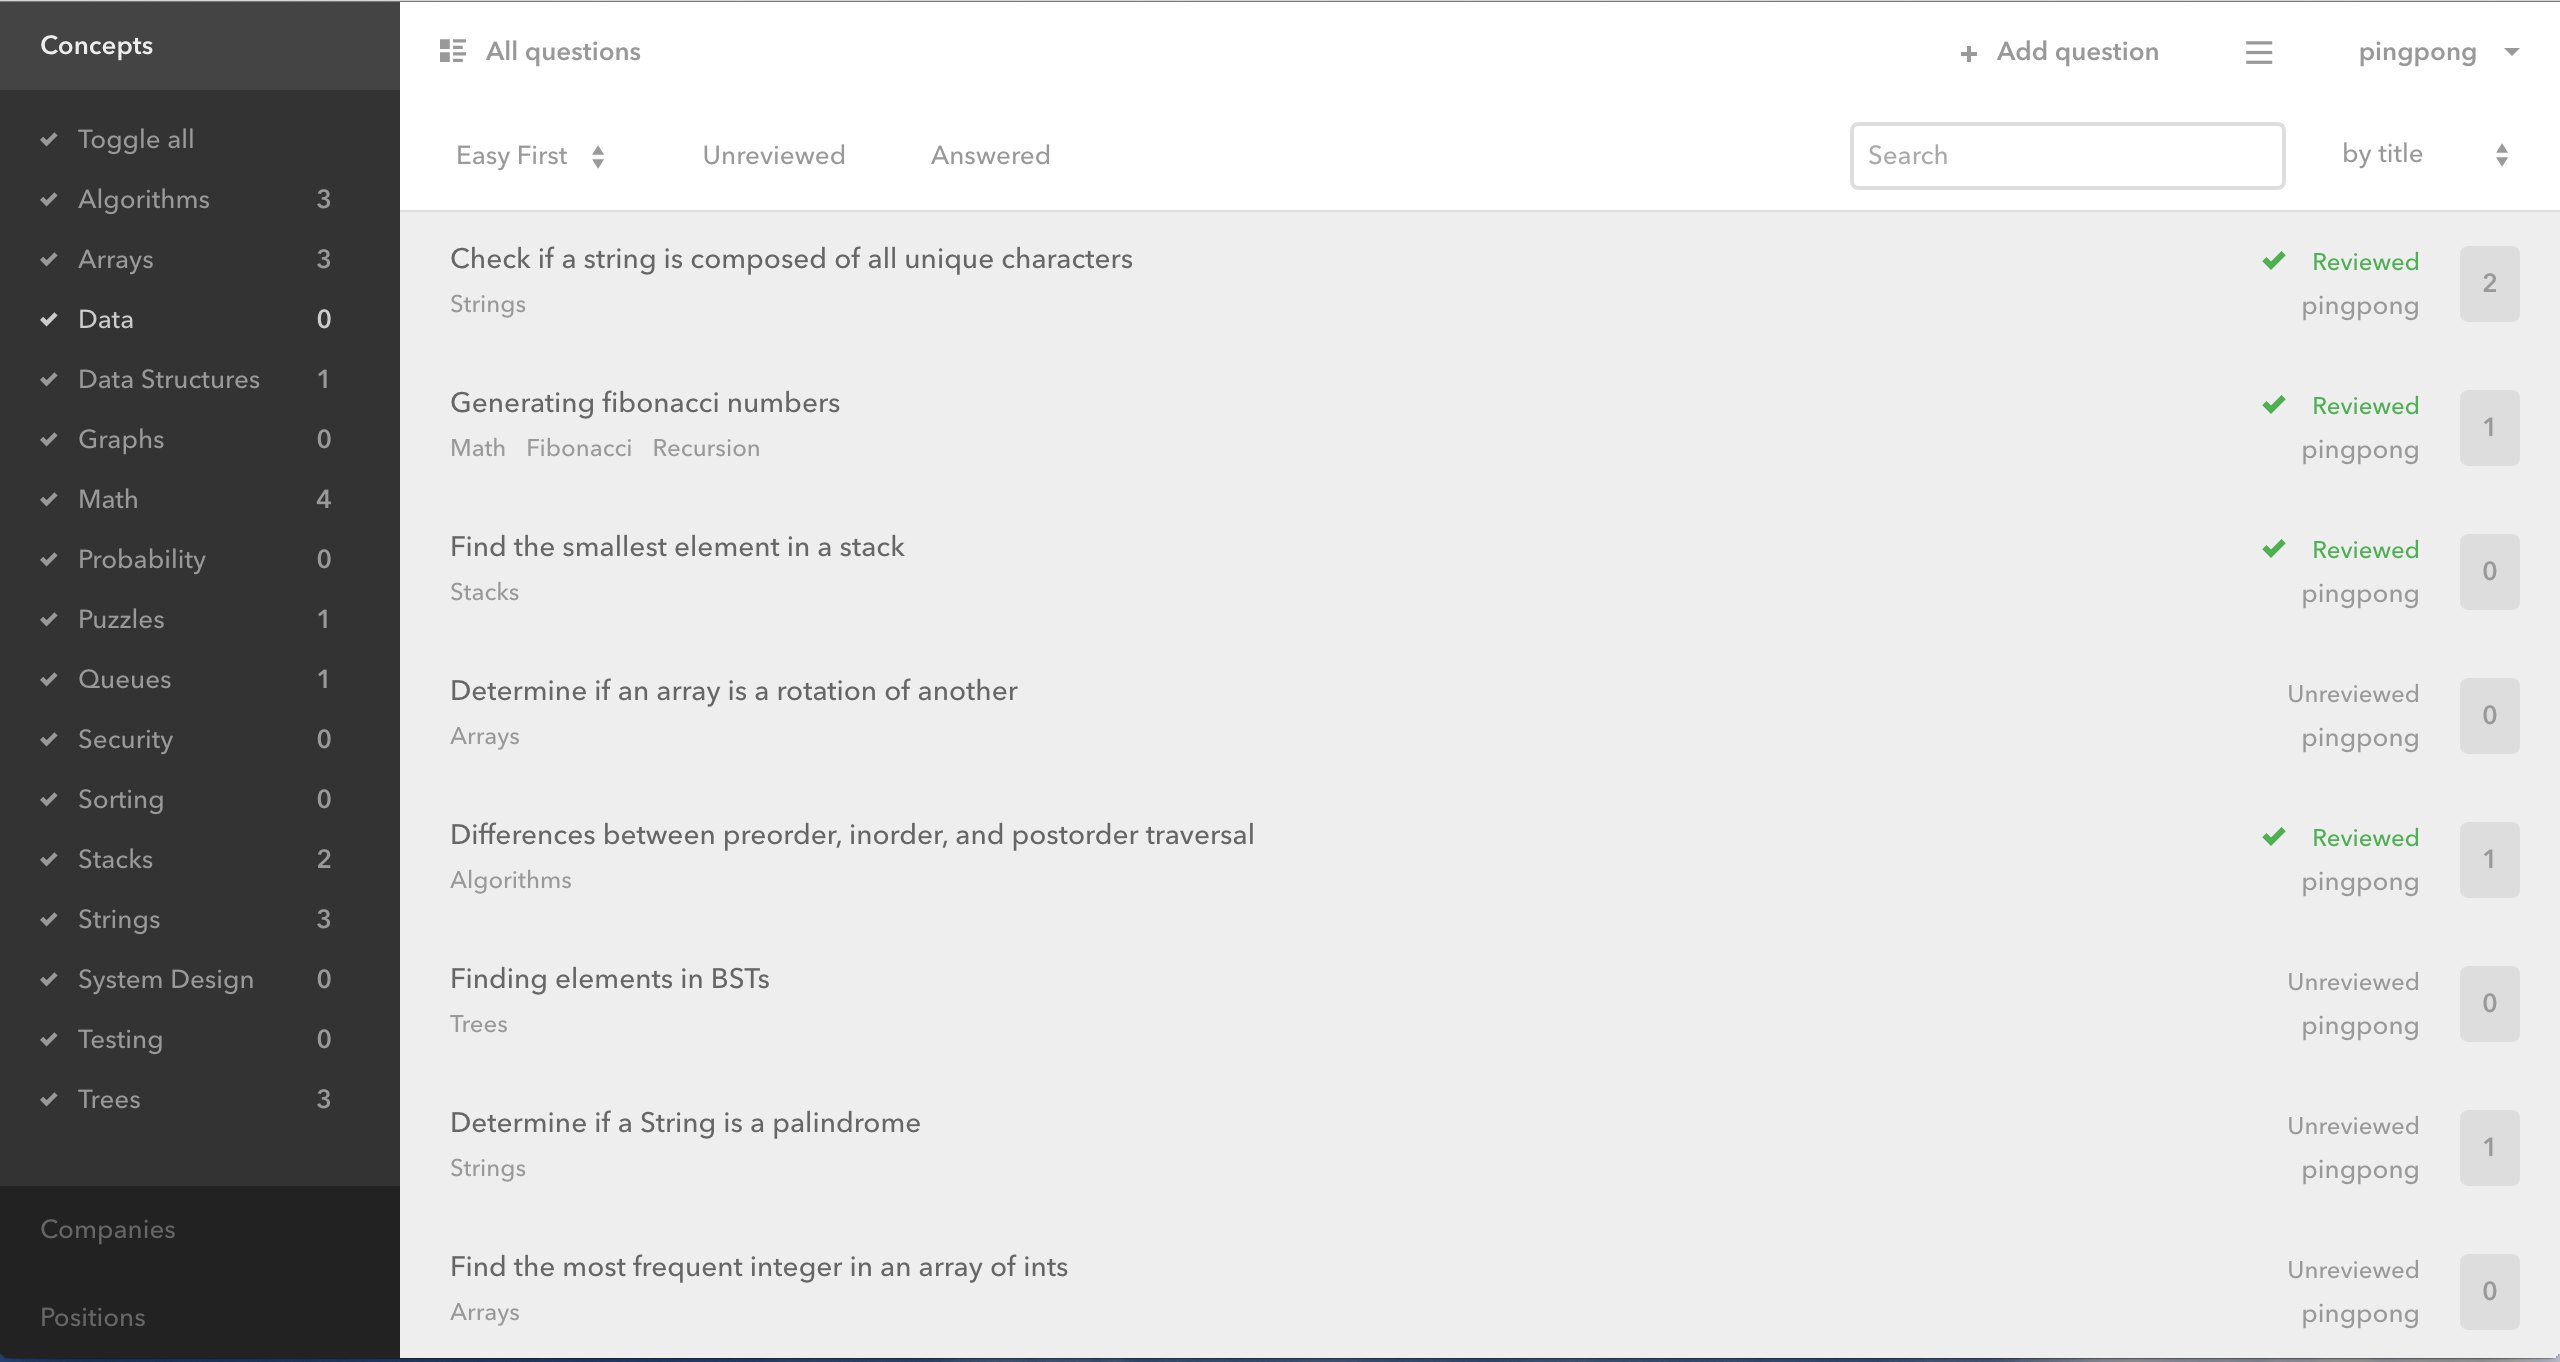 Concepts
Toggle all
Algorithms 3
Arrays 3
Data 0
Data Structures 1
Graphs 0
Math 4
Probability 0
Puzzles 1
Queues 1
Security 0
Sorting 0
Stacks 2
Strings 3
System Design 0
Testing 0
Trees 3
Companies
Positions
All questions
+ Add question
pingpong
Easy First
Unreviewed
Answered
Search
by title
Check if a string is composed of all unique characters
Strings
Reviewed
pingpong
2
Generating fibonacci numbers
Math Fibonacci Recursion
Reviewed
pingpong
1
Find the smallest element in a stack
Stacks
Reviewed
pingpong
0
Determine if an array is a rotation of another
Arrays
Unreviewed
pingpong
0
Differences between preorder, inorder, and postorder traversal
Algorithms
Reviewed
pingpong
1
Finding elements in BSTs
Trees
Unreviewed
pingpong
0
Determine if a String is a palindrome
Strings
Unreviewed
pingpong
1
Find the most frequent integer in an array of ints
Arrays
Unreviewed
pingpong
0